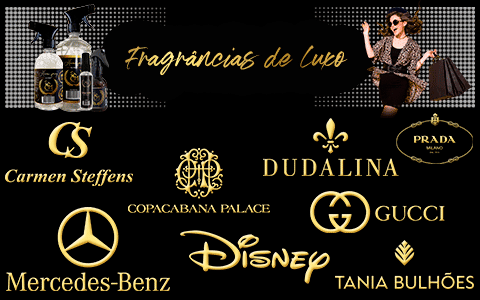 Fragrâncias de Luxo
CS
Carmen Steffens
COPACABANA PALACE
DUDALINA
PRADA
MILANO
GUCCI
Mercedes-Benz
Disney
TANIA BULHÕES